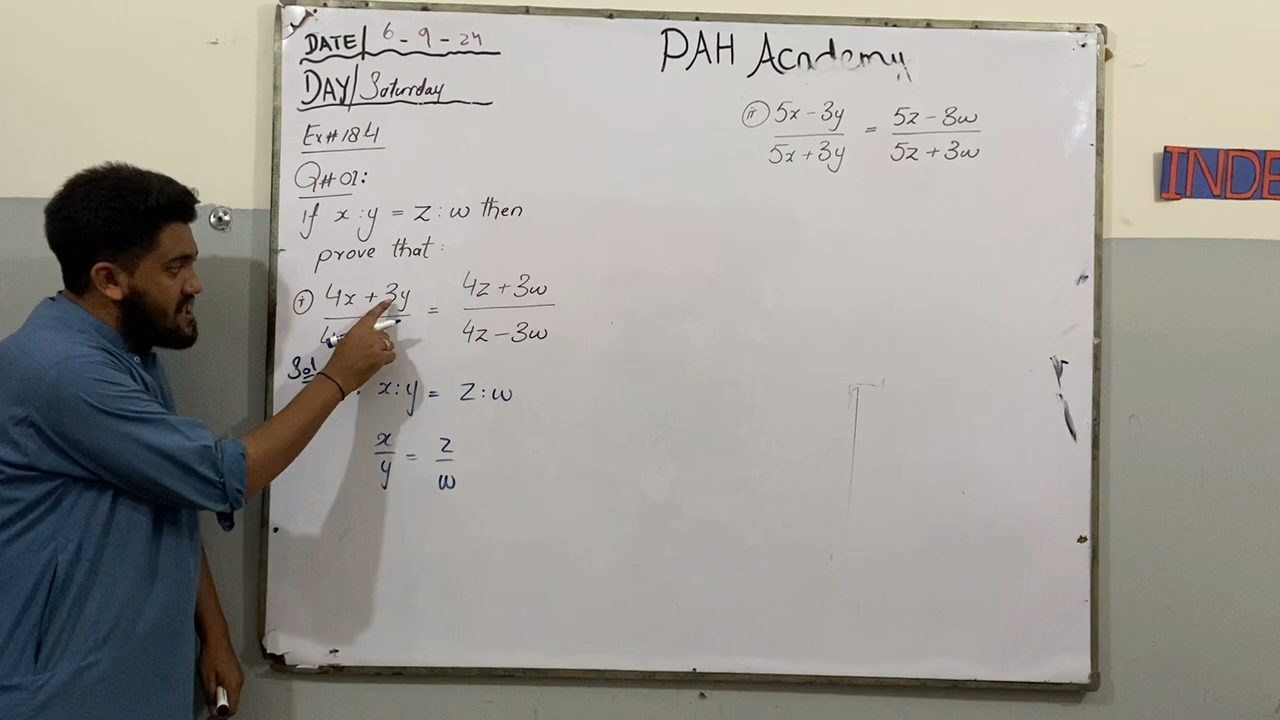 DATE/ 6-9-24
DAY/ Saturday
Ex#18.4
Q#01:
if x:y = z:w then
prove that:
(i) 4x+3y / = 4z+3w / 4z-3w
Sol
x:y = z:w
x/y = z/w
PAH Academy
(ii) 5x-3y / 5x+3y = 5z-3w / 5z+3w
INDE